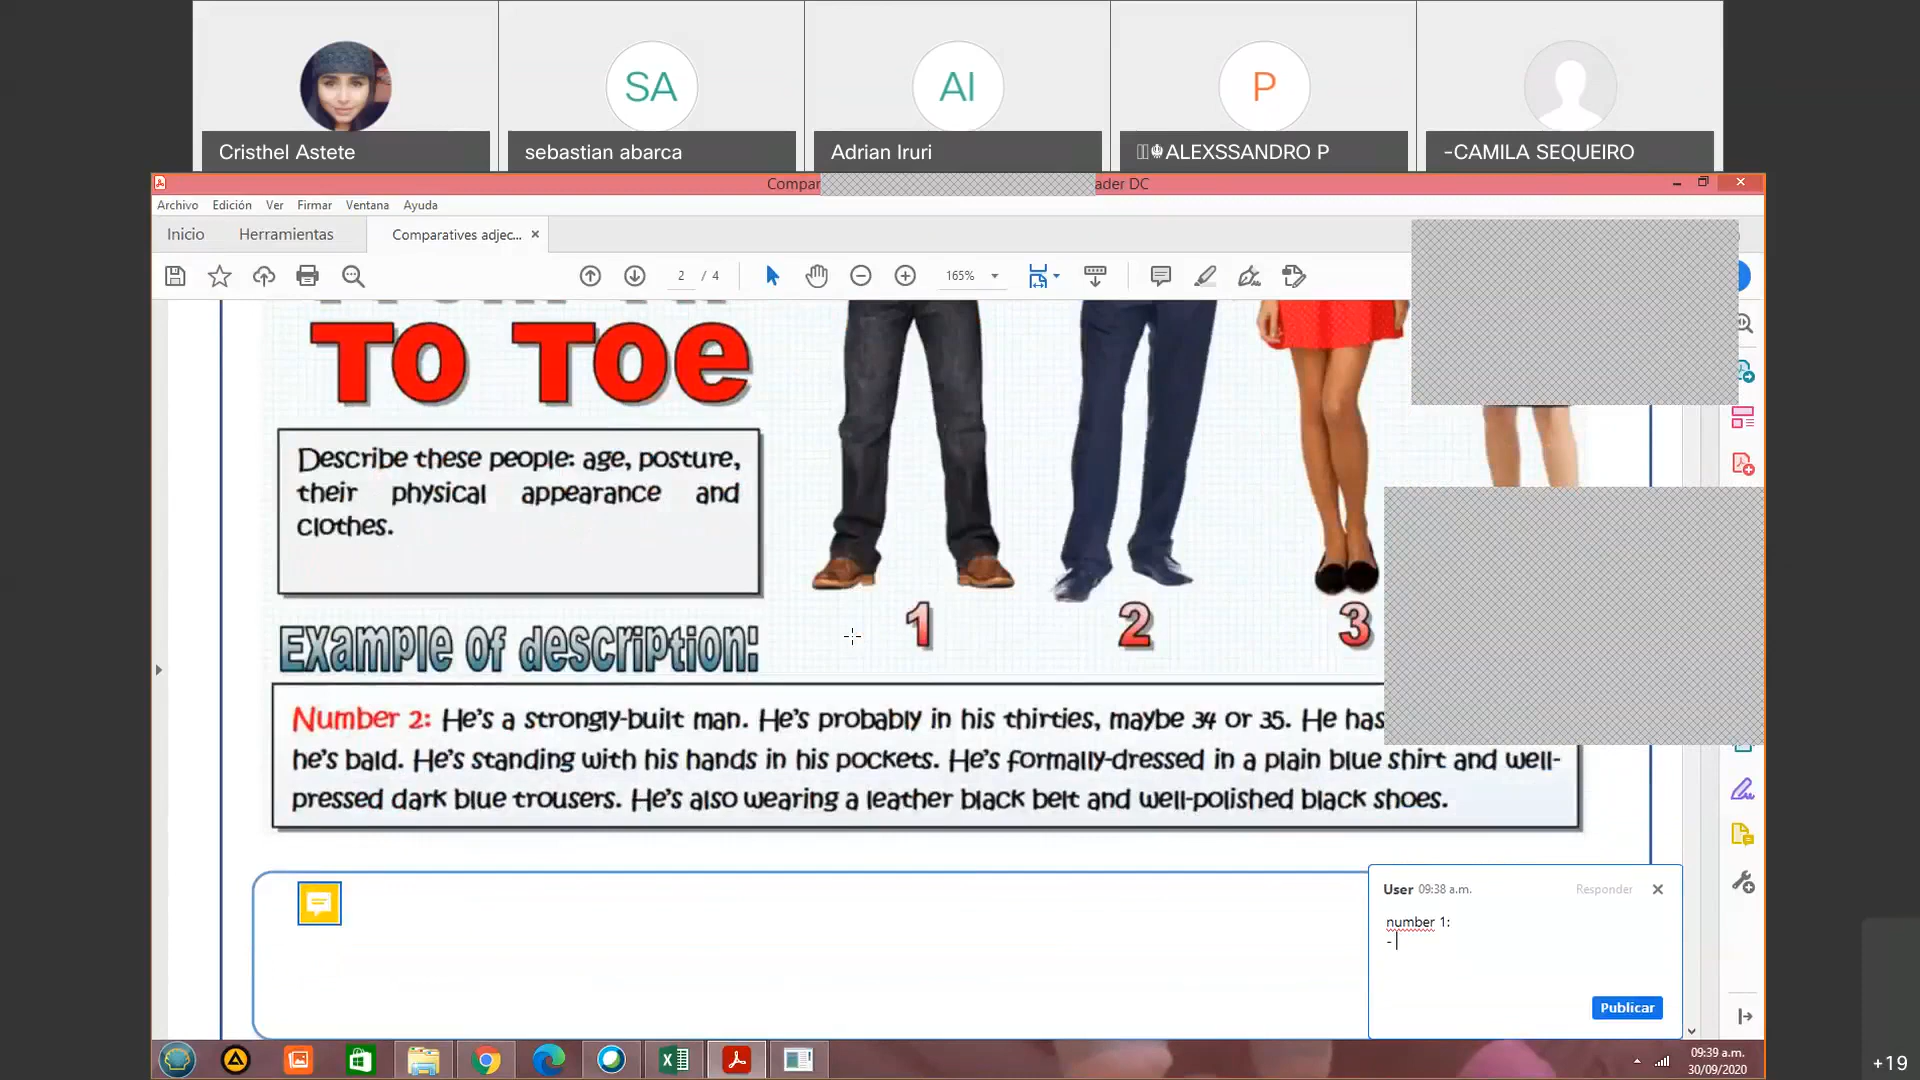 SA
AI
P
Cristhel Astete
sebastian abarca
Adrian Iruri
ALEXSSANDRO P
-CAMILA SEQUEIRO
Compar
ader DC
Archivo Edición Ver Firmar Ventana Ayuda
Inicio Herramientas Comparatives adjec...
2 / 4
165%
TO TOE
Describe these people: age, posture,
their physical appearance and
clothes.
1 2 3
Example of description:
Number 2: He's a strongly-built man. He's probably in his thirties, maybe 34 or 35. He has
he's bald. He's standing with his hands in his pockets. He's formally-dressed in a plain blue shirt and well-
pressed dark blue trousers. He's also wearing a leather black belt and well-polished black shoes.
User 09:38 a.m. Responder
number 1:
-
Publicar
09:39 a.m.
30/09/2020
+19